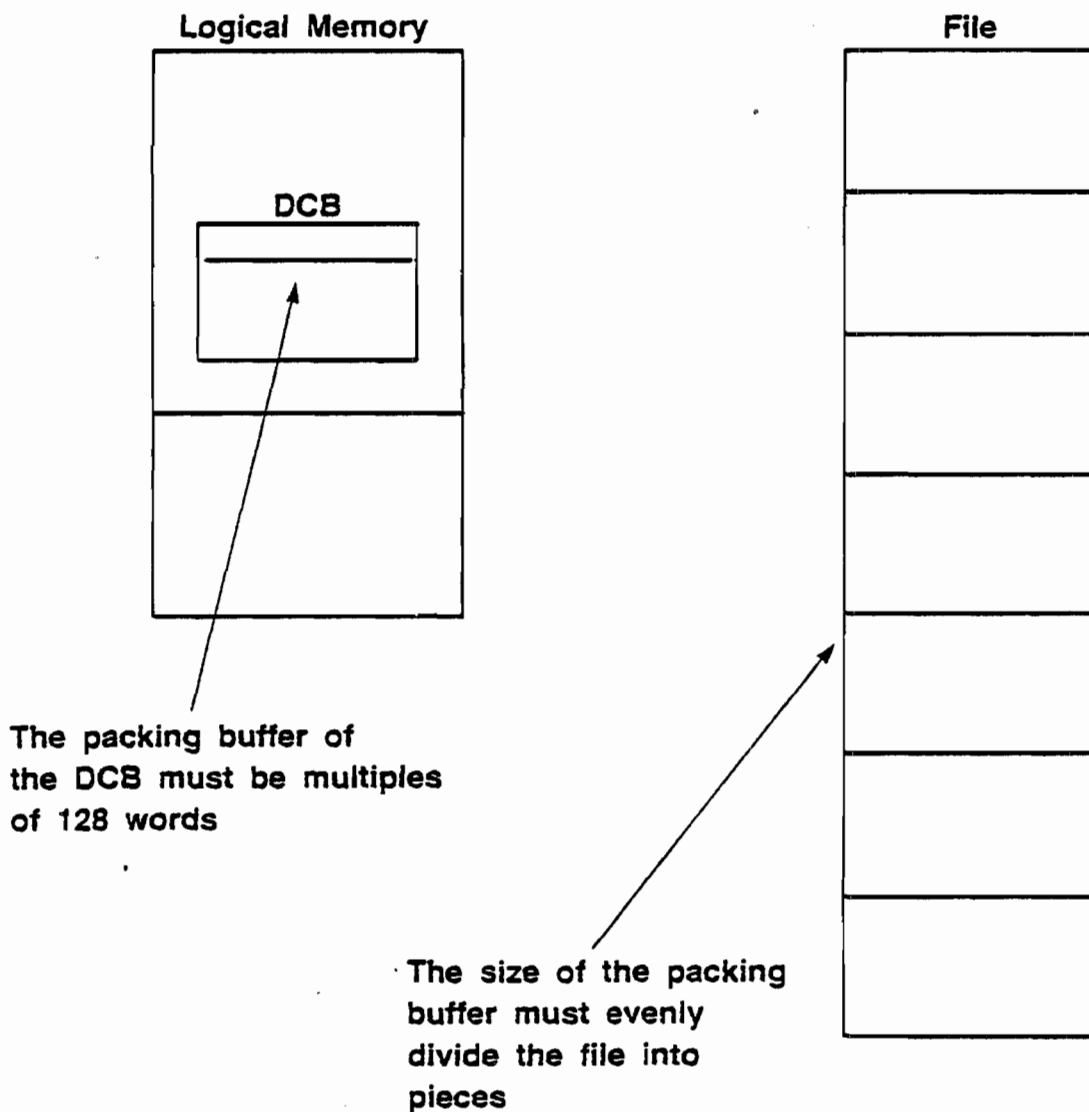 Logical Memory
File
DCB
The packing buffer of
the DCB must be multiples
of 128 words
The size of the packing
buffer must evenly
divide the file into
pieces